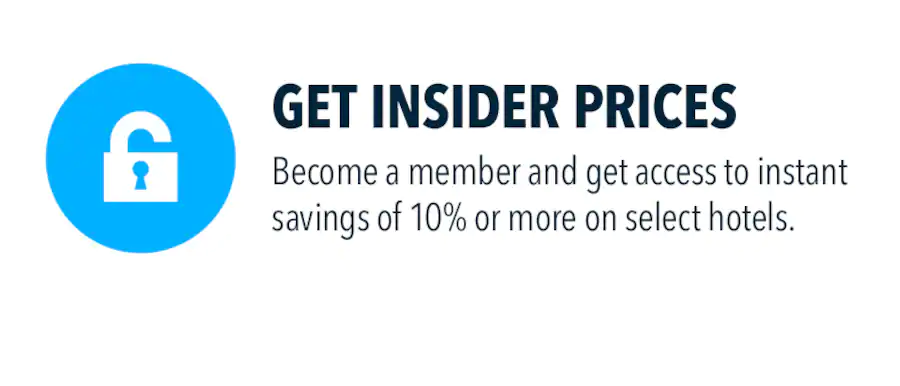 GET INSIDER PRICES
Become a member and get access to instant
savings of 10% or more on select hotels.